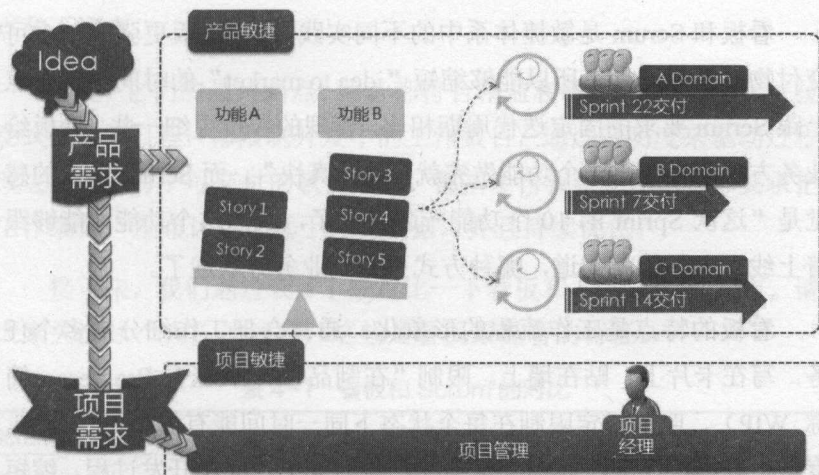 Idea
产品
需求
项目
需求
产品敏捷
功能A
功能B
Story 1
Story 2
Story 3
Story 4
Story 5
A Domain
Sprint 22交付
B Domain
Sprint 7交付
C Domain
Sprint 14交付
项目敏捷
项目
经理
项目管理